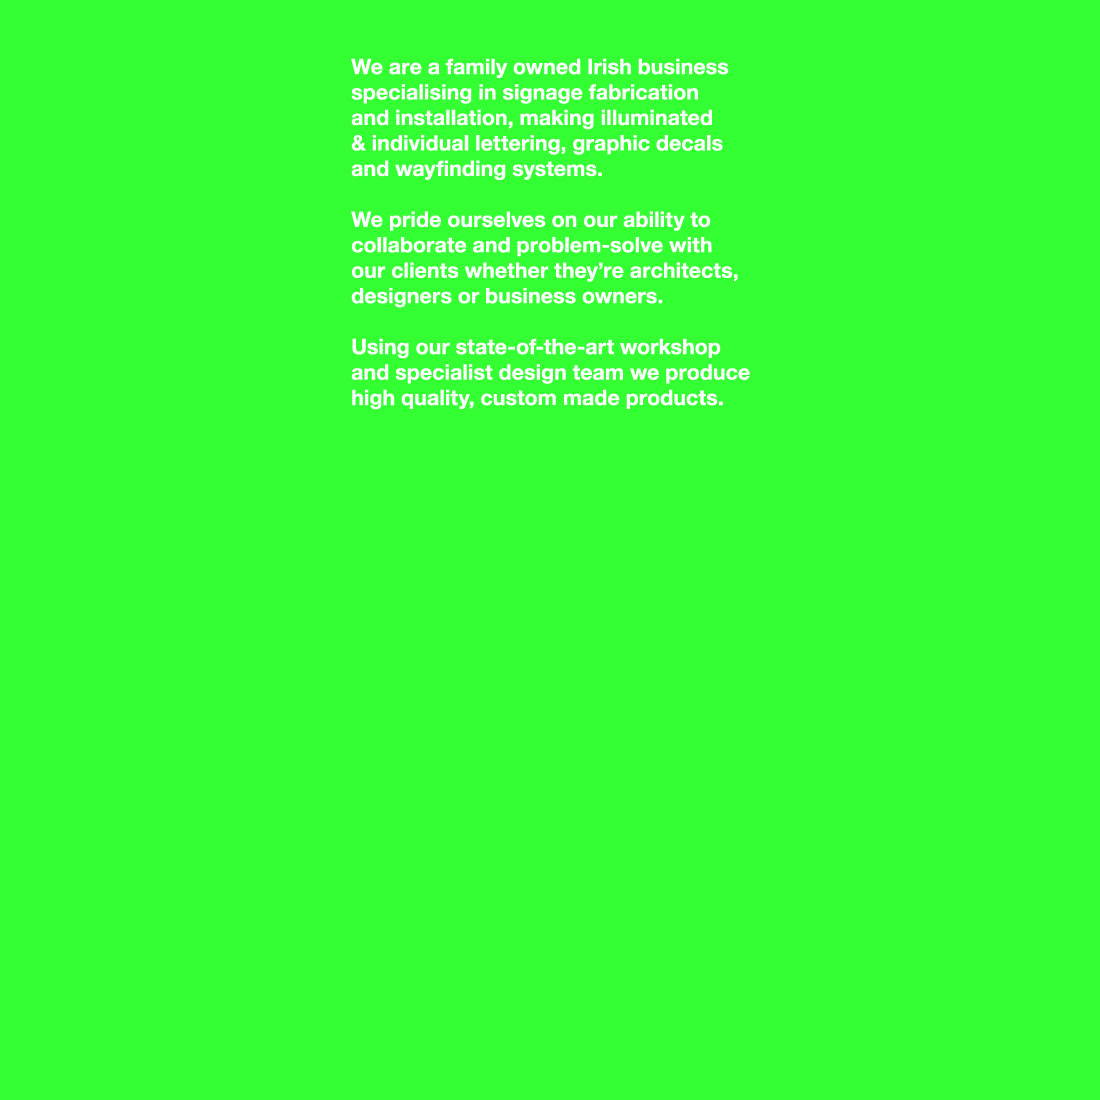 We are a family owned Irish business
specialising in signage fabrication
and installation, making illuminated
& individual lettering, graphic decals
and wayfinding systems.
We pride ourselves on our ability to
collaborate and problem-solve with
our clients whether they're architects,
designers or business owners.
Using our state-of-the-art workshop
and specialist design team we produce
high quality, custom made products.